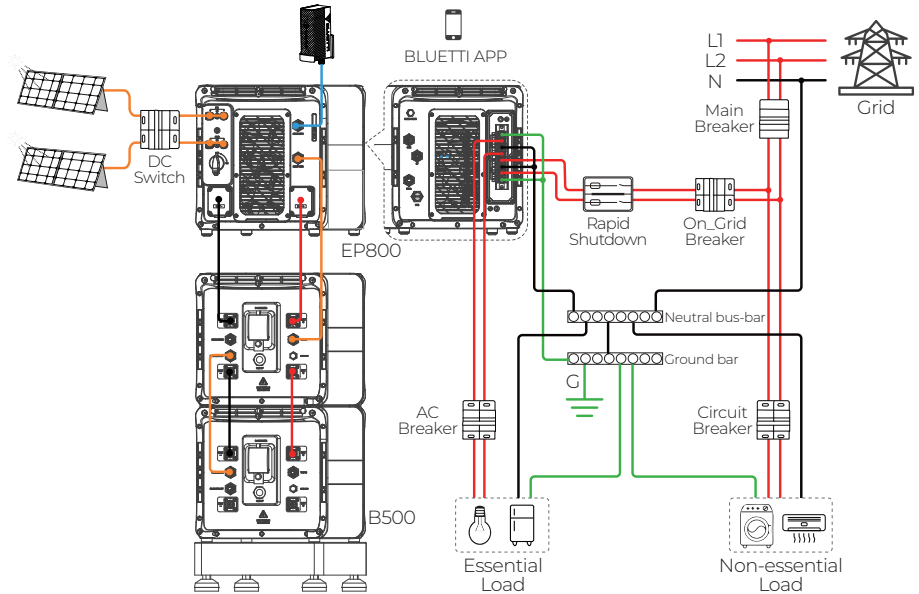 BLUETTI APP
L1
L2
N
Grid
Main
Breaker
DC
Switch
EP800
Rapid
Shutdown
On_Grid
Breaker
Neutral bus-bar
Ground bar
G
AC
Breaker
Circuit
Breaker
B500
Essential
Load
Non-essential
Load